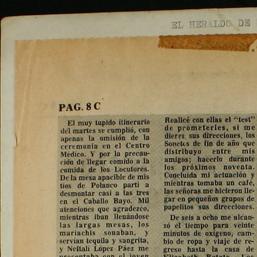 EL HERALDO DE
PAG. 8 C
El muy tupido itinerario
del martes se cumplió, con
apenas la omisión de la
ceremonia en el Centro
Médico. Y por la precau-
ción de llegar comido a la
comida de los Locutores.
De la mesa apacible de mis
tíos de Polanco partí a
desmontar casi a las tres
en el Caballo Bayo. Mil
atenciones que agradezco,
mientras iban llenándose
las largas mesas, los
mariachis sonaban, y
servían tequila y sangrita,
y Neftalí López Páez me
presentaba con el joven
Realicé con ellas el "test"
de prometerles, si me
dieren sus direcciones, los
Sonetos de fin de año que
distribuyo entre mis
amigos; hacerlo durante
los próximos noventa.
Concluida mi actuación y
mientras tomaba un café,
las señoras me hicieron lle-
gar en pequeños grupos de
papelitos sus direcciones.
De seis a ocho me alcan-
zó el tiempo para veinte
minutos de oxígeno, cam-
bio de ropa y viaje de re-
greso hasta la casa de